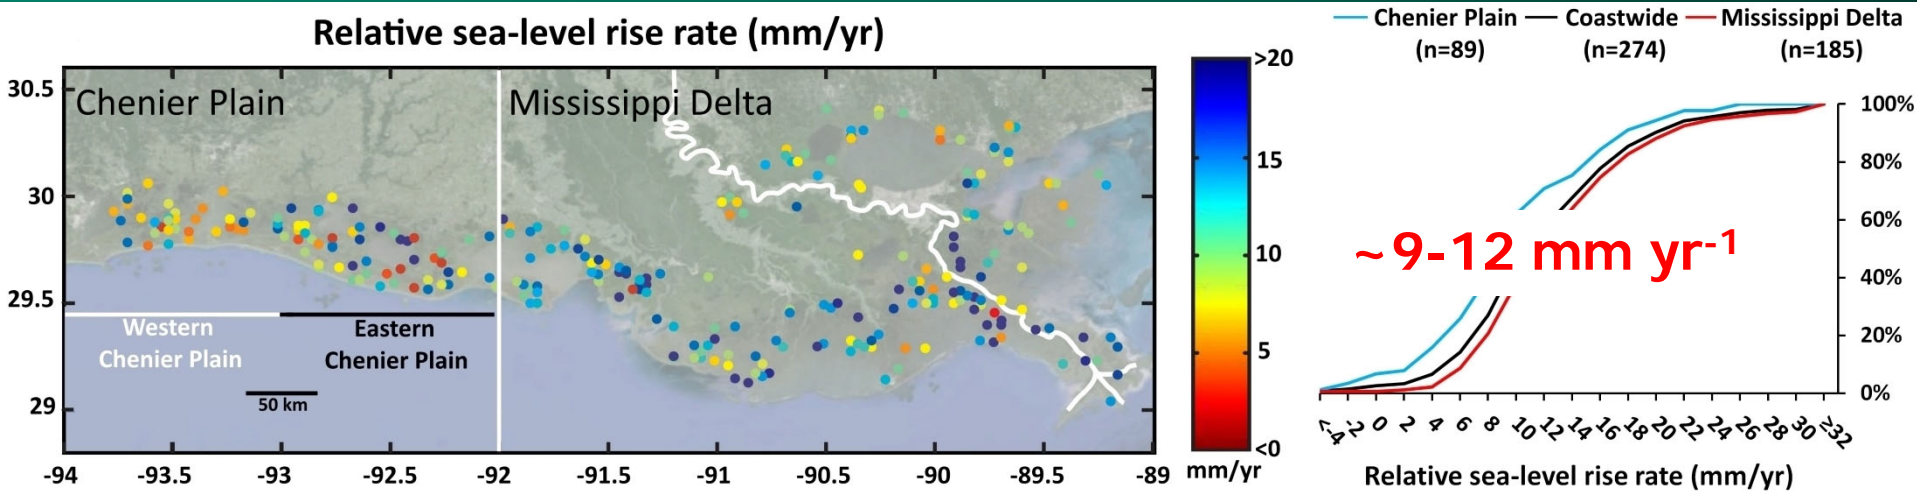 Relative sea-level rise rate (mm/yr)
Chenier Plain
Mississippi Delta
30.5
30
29.5
29
Western
Chenier Plain
Eastern
Chenier Plain
50 km
-94
-93.5
-93
-92.5
-92
-91.5
-91
-90.5
-90
-89.5
-89
>20
15
10
5
<0
mm/yr
Chenier Plain
(n=89)
Coastwide
(n=274)
Mississippi Delta
(n=185)
~9-12 mm yr-1
100%
80%
60%
40%
20%
0%
<-4
-2
0
2
4
6
8
10
12
14
16
18
20
22
24
26
28
30
≥32
Relative sea-level rise rate (mm/yr)